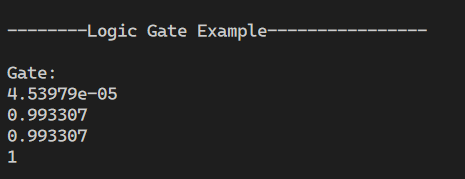 --------Logic Gate Example----------------
Gate:
4.53979e-05
0.993307
0.993307
1